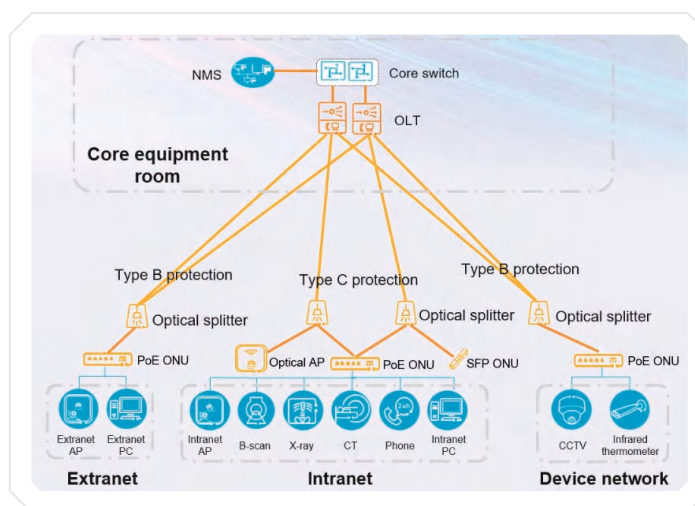 NMS
Core switch
OLT
Core equipment
room
Type B protection
Type C protection
Type B protection
Optical splitter
Optical splitter
Optical splitter
PoE ONU
Optical AP
PoE ONU
SFP ONU
PoE ONU
24h
Extranet
AP
Extranet
PC
Intranet
AP
B-scan
X-ray
CT
Phone
Intranet
PC
CCTV
Infrared
thermometer
Extranet
Intranet
Device network